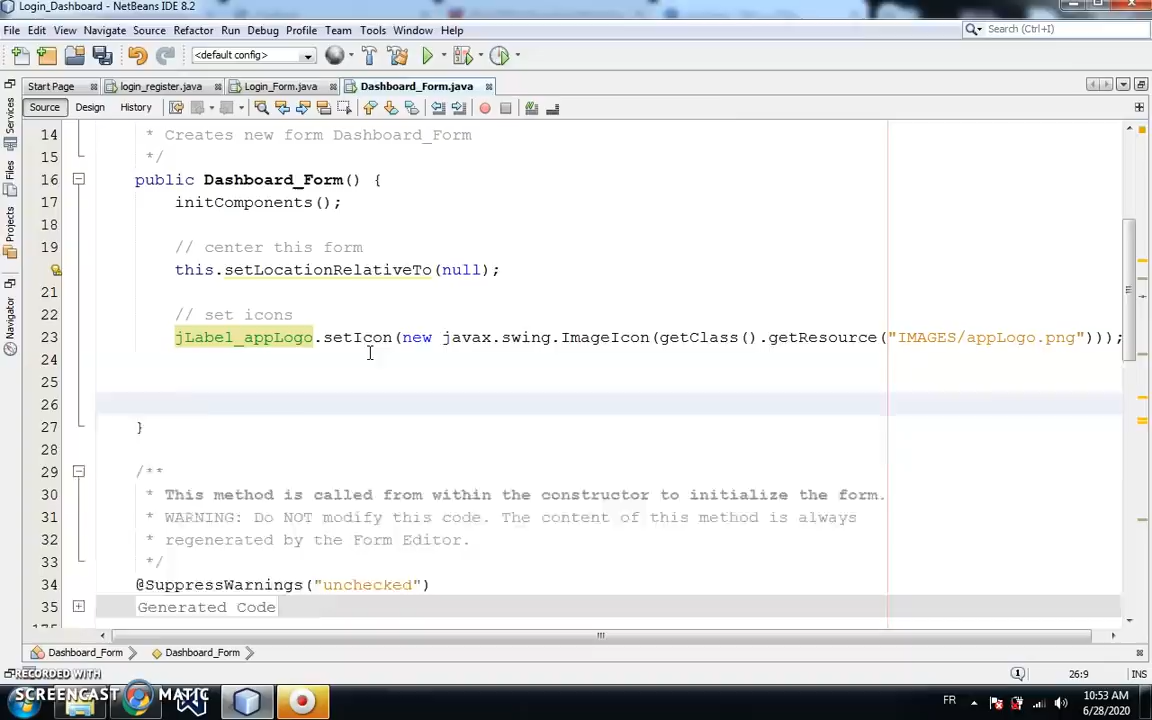 Login_Dashboard - NetBeans IDE 8.2
File Edit View Navigate Source Refactor Run Debug Profile Team Tools Window Help
Search (Ctrl+I)
<default config>
Start Page login_register.java Login_Form.java Dashboard_Form.java
Source Design History
Services
Files
Projects
Navigator
14 * Creates new form Dashboard_Form
15 */
16 public Dashboard_Form() {
17 initComponents();
18
19 // center this form
this.setLocationRelativeTo(null);
21
22 // set icons
23 jLabel_appLogo.setIcon(new javax.swing.ImageIcon(getClass().getResource("IMAGES/appLogo.png")));
24
25
26
27 }
28
29 /**
30 * This method is called from within the constructor to initialize the form.
31 * WARNING: Do NOT modify this code. The content of this method is always
32 * regenerated by the Form Editor.
33 */
34 @SuppressWarnings("unchecked")
35 Generated Code
Dashboard_Form Dashboard_Form
26:9 INS
RECORDED WITH
SCREENCAST MATIC
FR
10:53 AM
6/28/2020